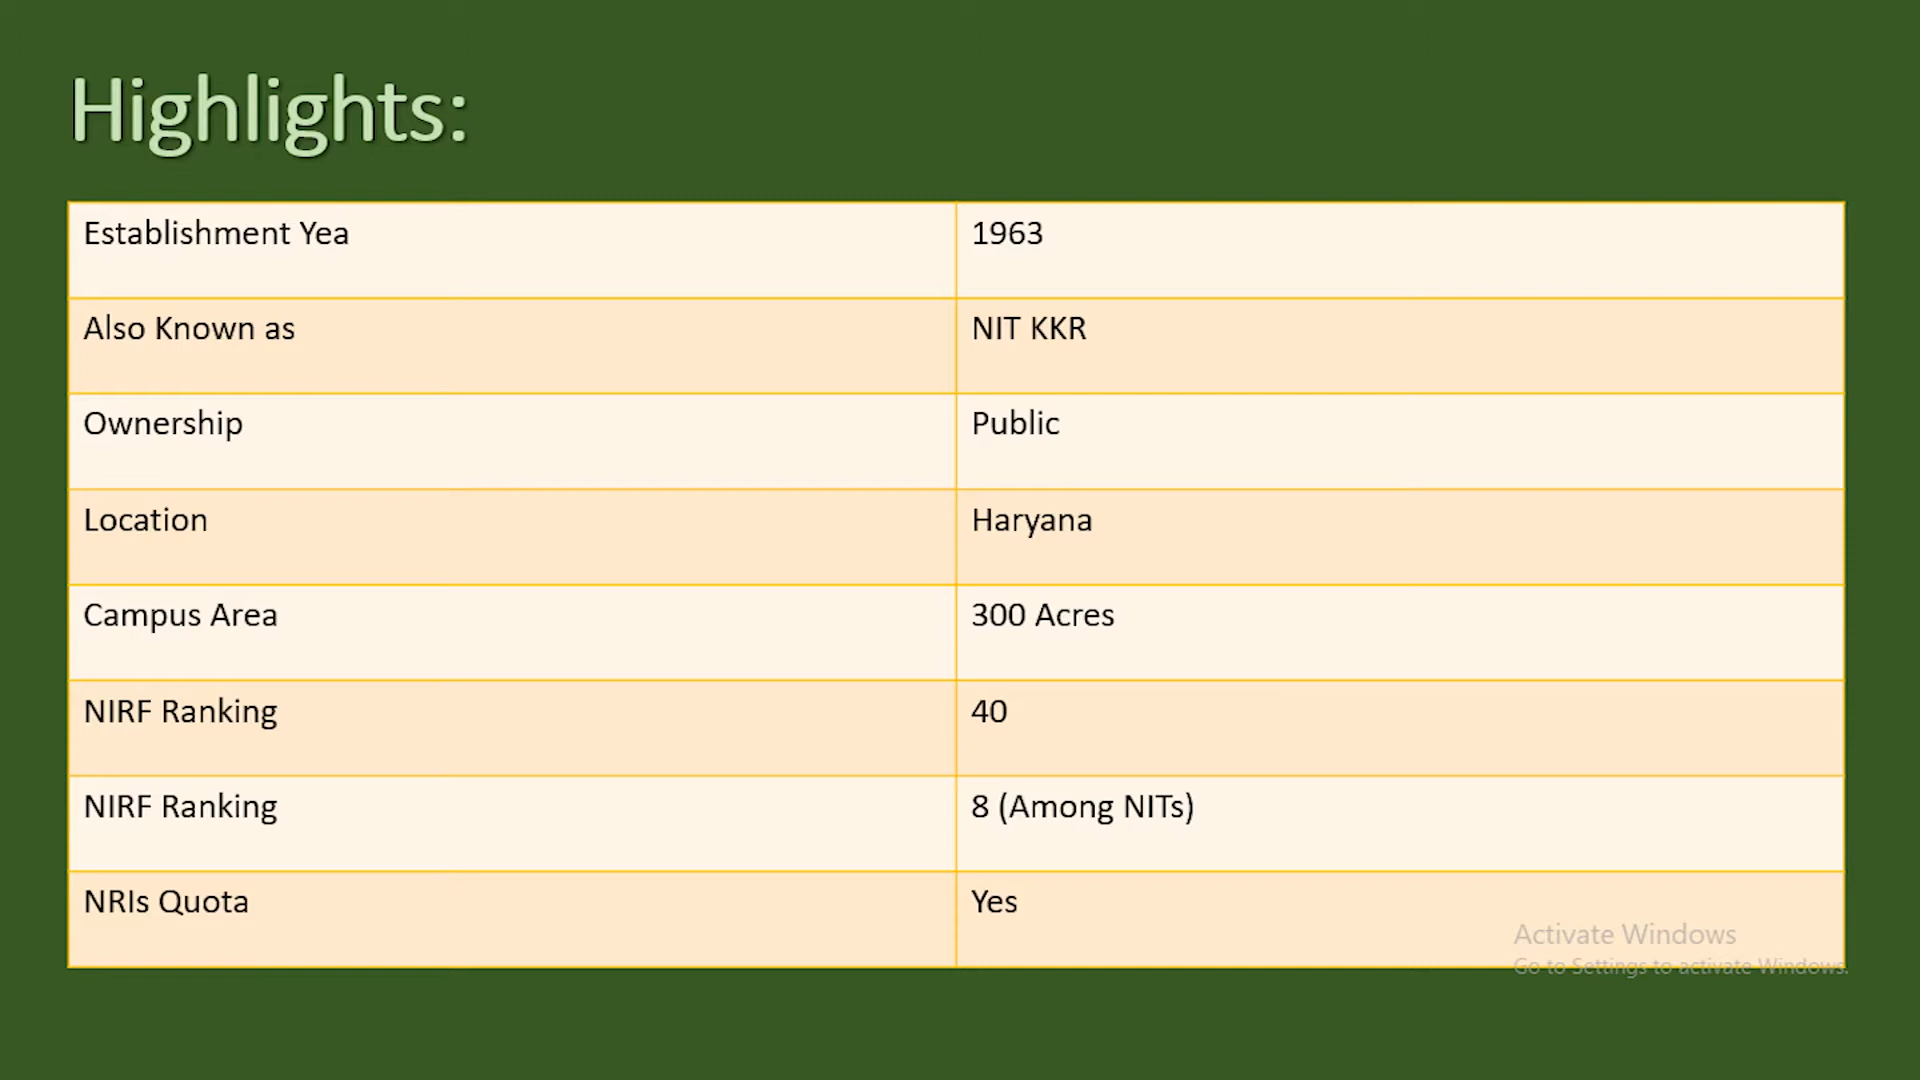 Highlights:
Establishment Yea 1963
Also Known as NIT KKR
Ownership Public
Location Haryana
Campus Area 300 Acres
NIRF Ranking 40
NIRF Ranking 8 (Among NITs)
NRIs Quota Yes
Activate Windows
Go to Settings to activate Windows.